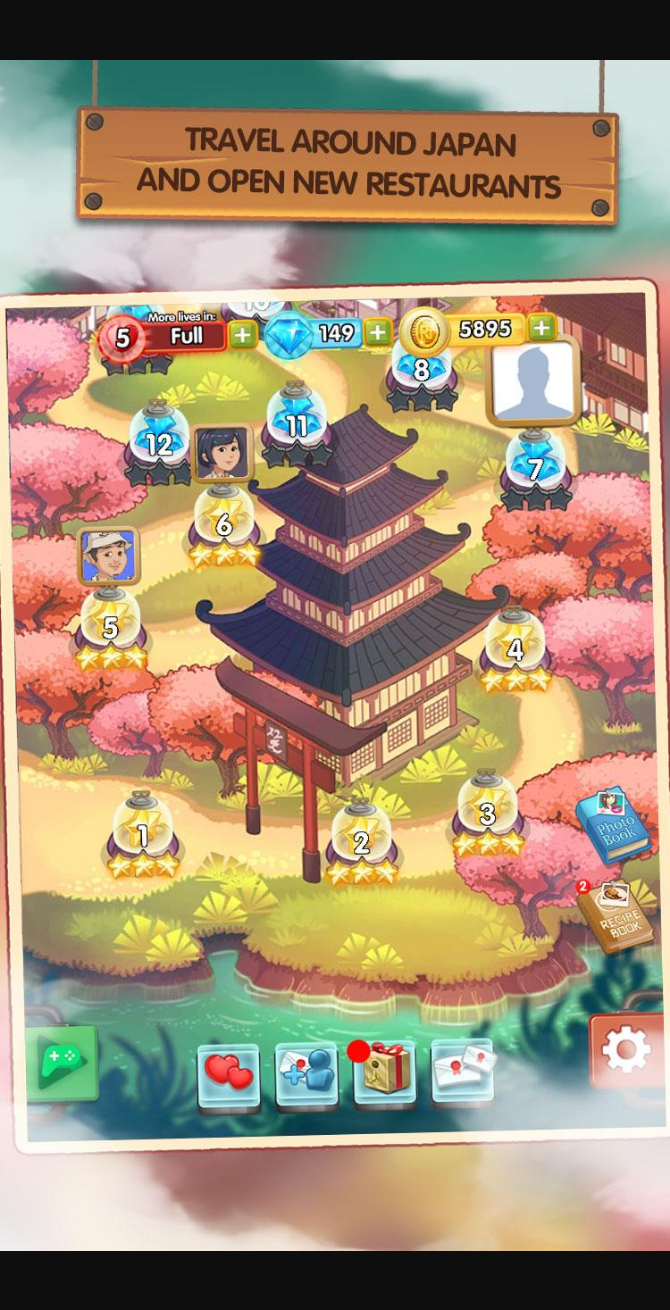 TRAVEL AROUND JAPAN
AND OPEN NEW RESTAURANTS
More lives in:
5 Full 149 5895
8
11
12
7
6
5
4
3
1
2
Photo
Book
2
RECIPE
BOOK